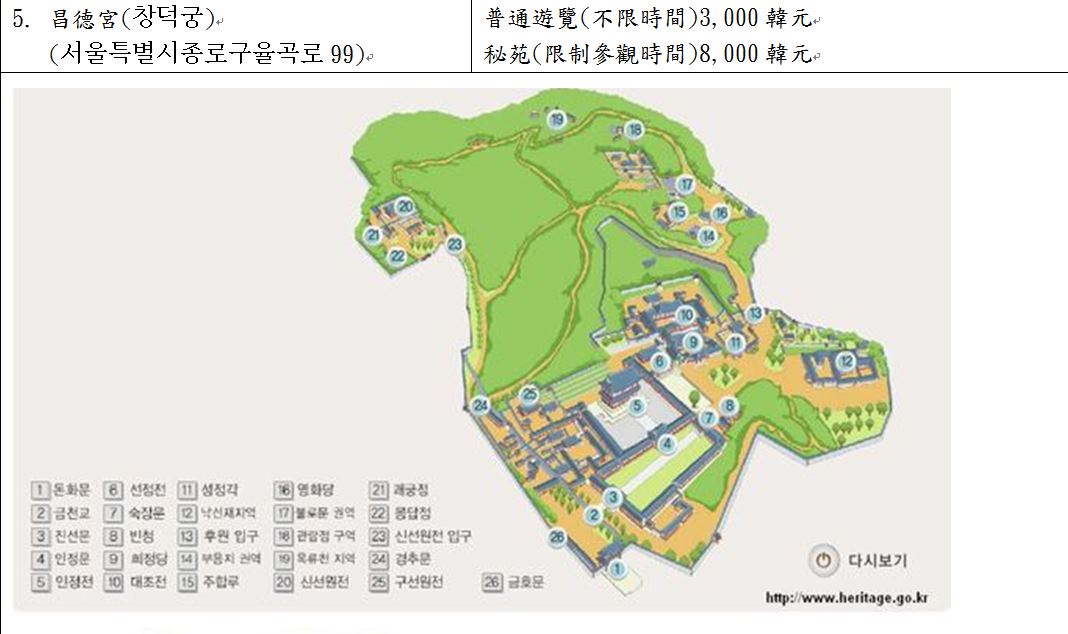 5. 昌德宮(창덕궁)
(서울특별시종로구율곡로 99)
普通遊覽(不限時間)3,000 韓元
秘苑(限制參觀時間)8,000 韓元
19
18
17
20
15
16
21
14
23
22
10
13
9
11
6
12
25
24
5
8
7
4
3
2
26
1
1 돈화문 6 선정전 11 성정각 16 영화당 21 괘궁정
2 금천교 7 숙장문 12 낙선재지역 17 불로문 권역 22 몽답정
3 진선문 8 빈청 13 후원 입구 18 관람정 구역 23 신선원전 입구
4 인정문 9 희정당 14 부용지 권역 19 옥류천 지역 24 경추문
5 인정전 10 대조전 15 주합루 20 신선원전 25 구선원전 26 금호문
다시보기
http://www.heritage.go.kr